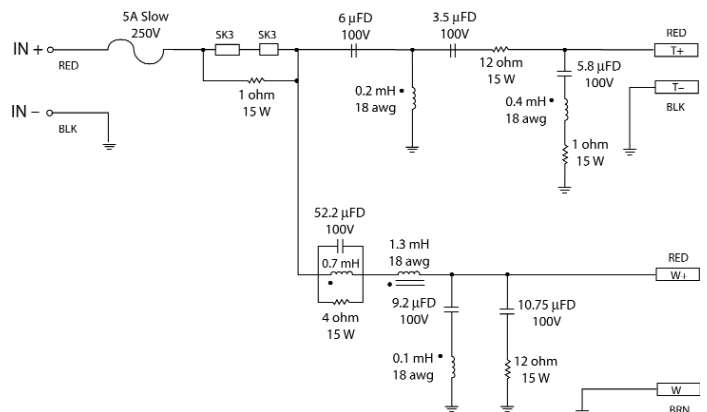 5A Slow
250V
IN +
RED
SK3
SK3
1 ohm
15 W
6 µFD
100V
3.5 µFD
100V
12 ohm
15 W
RED
T+
0.2 mH
18 awg
5.8 µFD
100V
0.4 mH
18 awg
1 ohm
15 W
T–
BLK
IN –
BLK
52.2 µFD
100V
0.7 mH
4 ohm
15 W
1.3 mH
18 awg
9.2 µFD
100V
0.1 mH
18 awg
10.75 µFD
100V
12 ohm
15 W
RED
W+
W
BRN